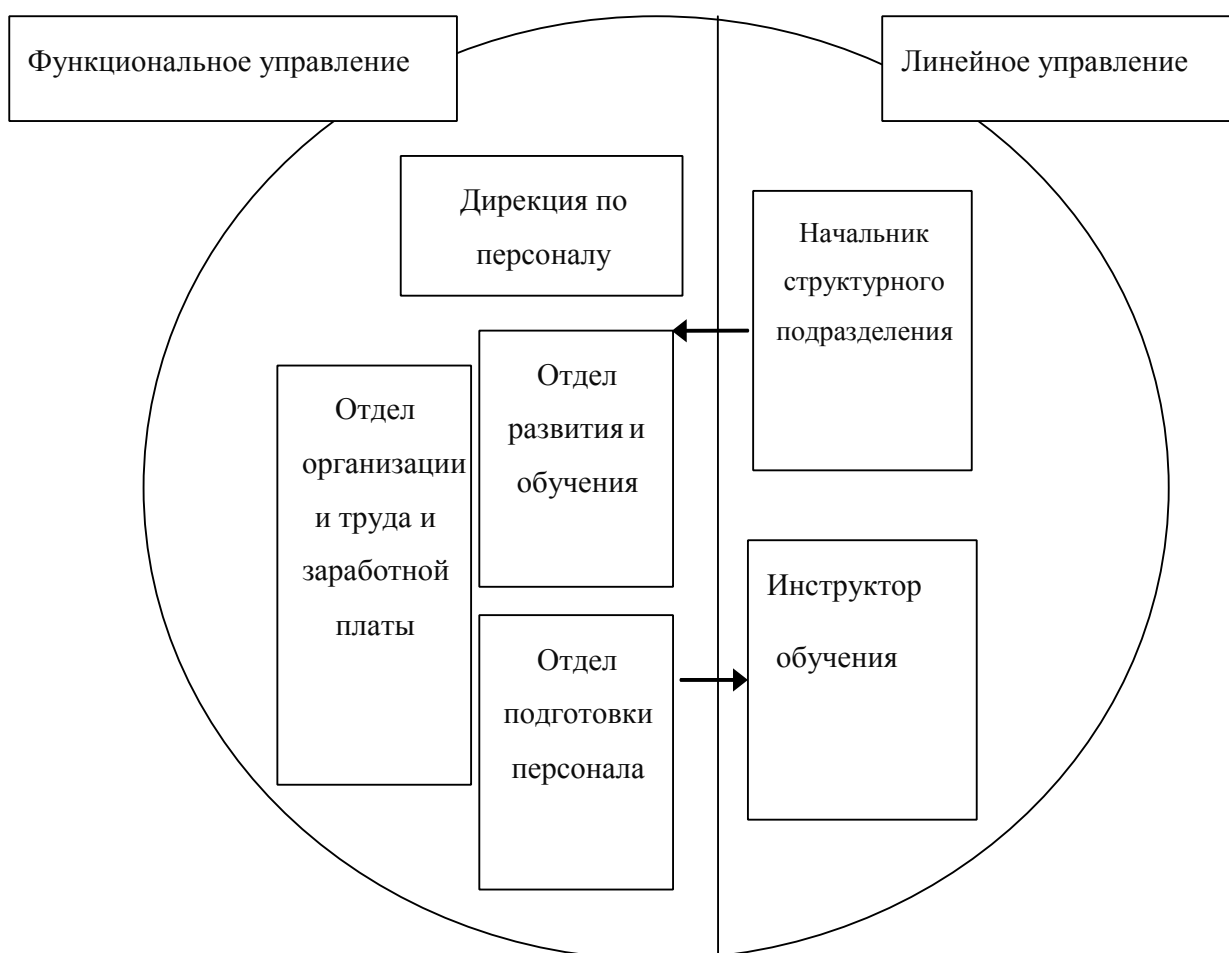 Функциональное управление
Линейное управление
Дирекция по
персоналу
Начальник
структурного
подразделения
Отдел
развития и
обучения
Отдел
организации
и труда и
заработной
платы
Инструктор
обучения
Отдел
подготовки
персонала